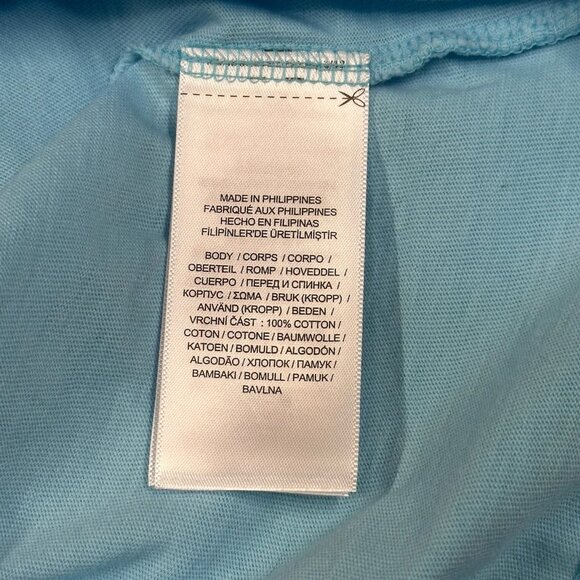 MADE IN PHILIPPINES
FABRIQUÉ AUX PHILIPPINES
HECHO EN FILIPINAS
FİLİPİNLER'DE ÜRETİLMİŞTİR
BODY / CORPS / CORPO /
OBERTEIL / ROMP / HOVEDDEL /
CUERPO / ПЕРЕД И СПИНКА /
КОРПУС / ΣΩΜΑ / BRUK (KROPP) /
ANVÄND (KROPP) / BEDEN /
VRCHNÍ ČÁST : 100% COTTON /
COTON / COTONE / BAUMWOLLE /
KATOEN / BOMULD / ALGODÓN /
ALGODÃO / ХЛОПОК / ПАМУК /
BAMBAKI / BOMULL / PAMUK /
BAVLNA